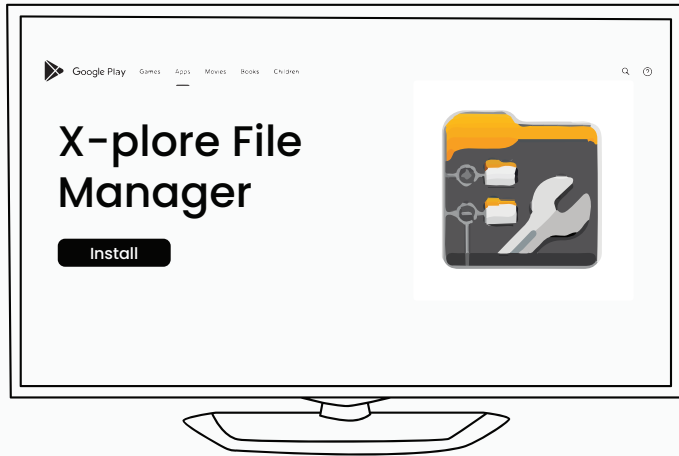 Google Play Games Apps Movies Books Children
X-plore File
Manager
Install